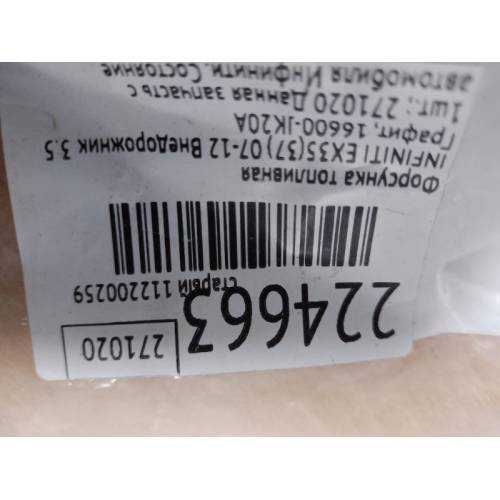 271020
224663
старый 112200259
Форсунка топливная
INFINITI EX35(37) 07-12 Внедорожник 3.5
Графит, 16600-JK20A
1шт.: 271020 Данная запчасть с
автомобиля Инфинити. Состояние